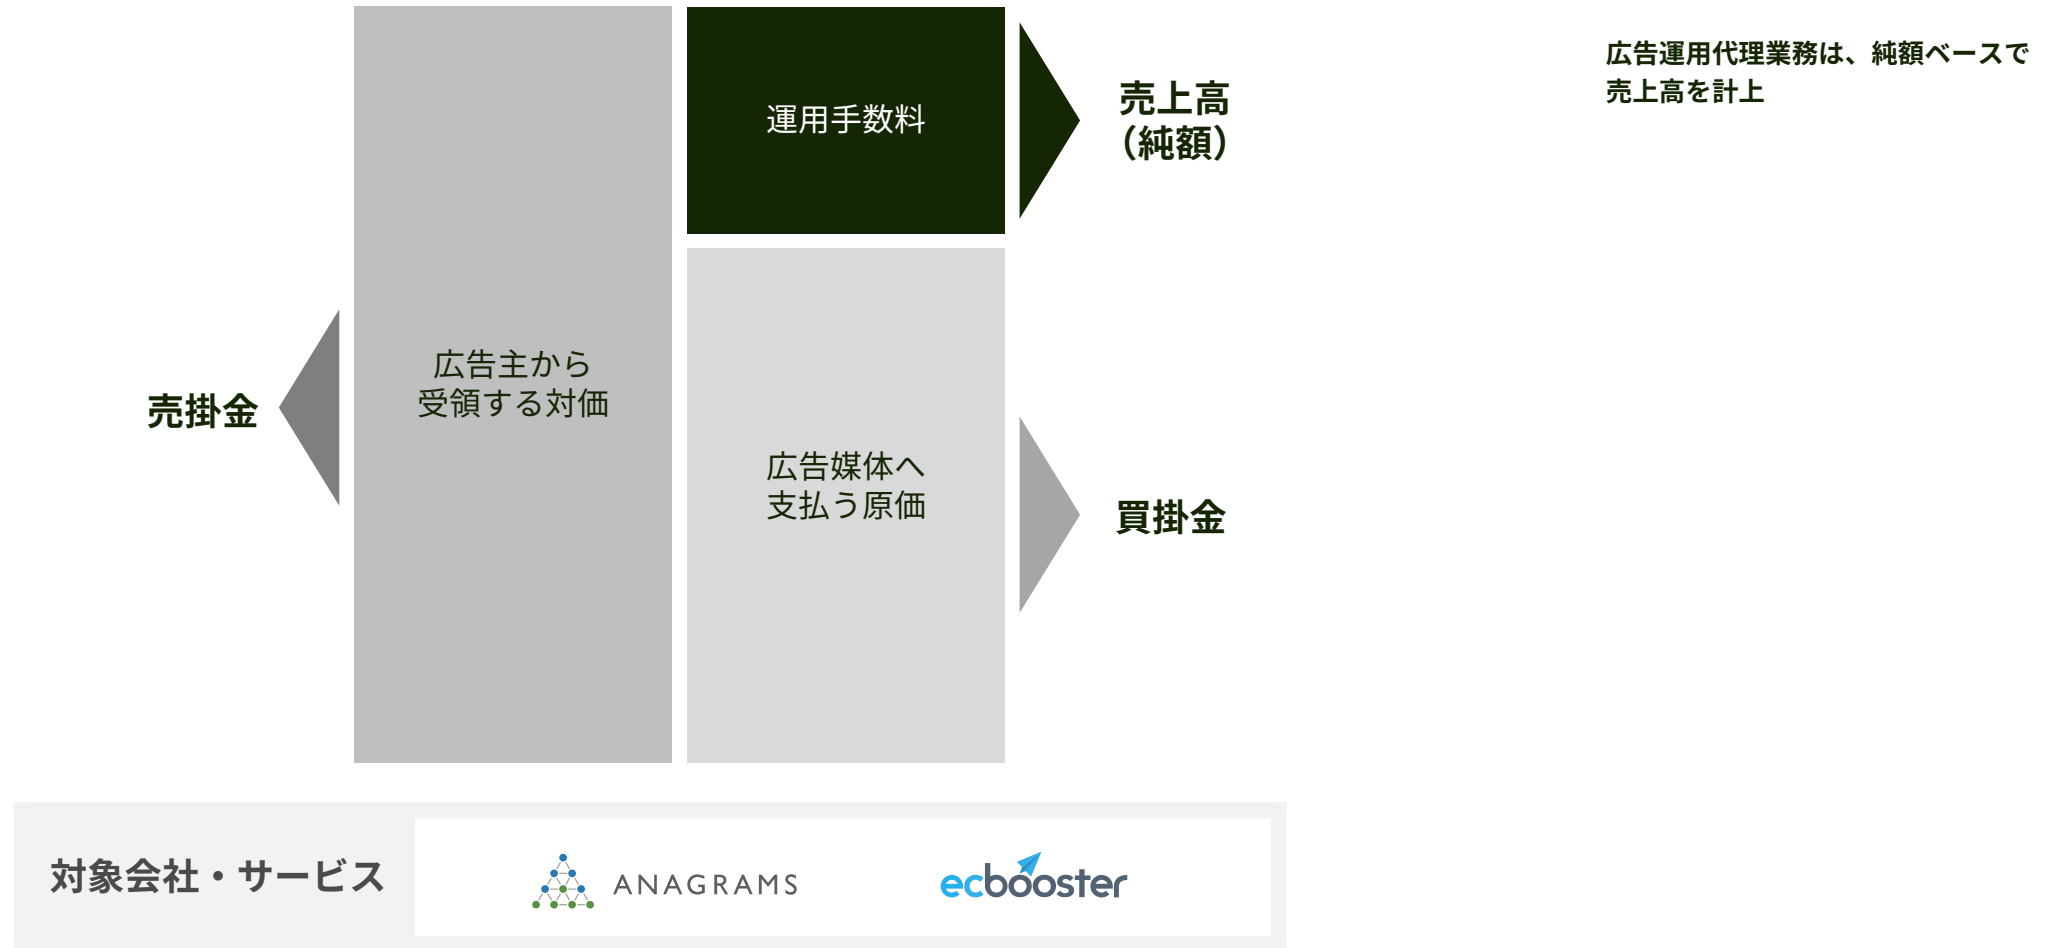 広告運用代理業務は、純額ベースで
売上高を計上
運用手数料
売上高
（純額）
広告主から
受領する対価
売掛金
広告媒体へ
支払う原価
買掛金
対象会社・サービス
ANAGRAMS
ecbooster